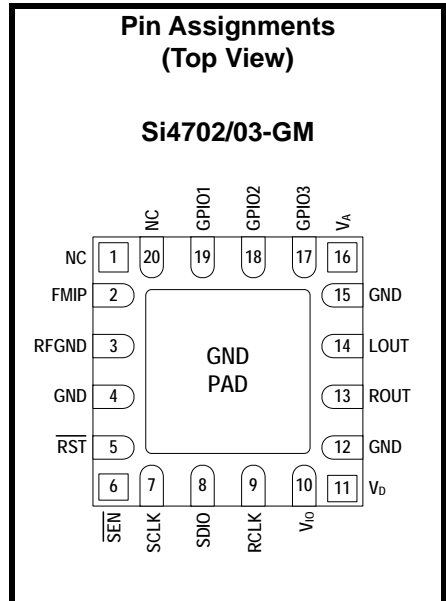 Pin Assignments
(Top View)
Si4702/03-GM
NC
GPIO1
GPIO2
GPIO3
VA
NC 1 20 19 18 17 16
FMIP 2 15 GND
RFGND 3 14 LOUT
GND PAD
GND 4 13 ROUT
RST 5 12 GND
6 7 8 9 10 11 VD
SEN
SCLK
SDIO
RCLK
VIO